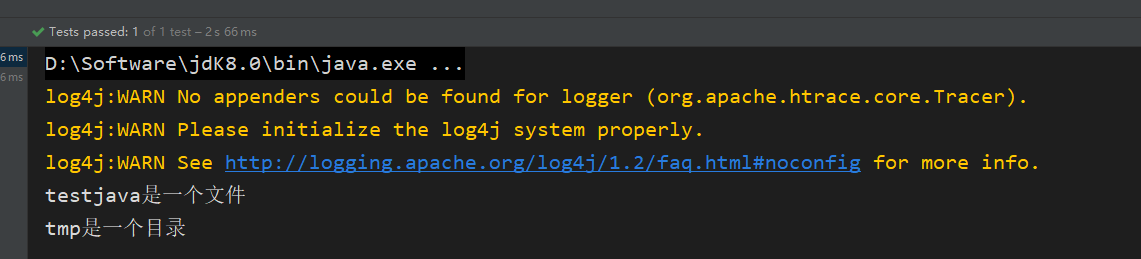 Tests passed: 1 of 1 test – 2 s 66 ms
6 ms
D:\Software\jdK8.0\bin\java.exe ...
6 ms
log4j:WARN No appenders could be found for logger (org.apache.htrace.core.Tracer).
log4j:WARN Please initialize the log4j system properly.
log4j:WARN See http://logging.apache.org/log4j/1.2/faq.html#noconfig for more info.
testjava是一个文件
tmp是一个目录